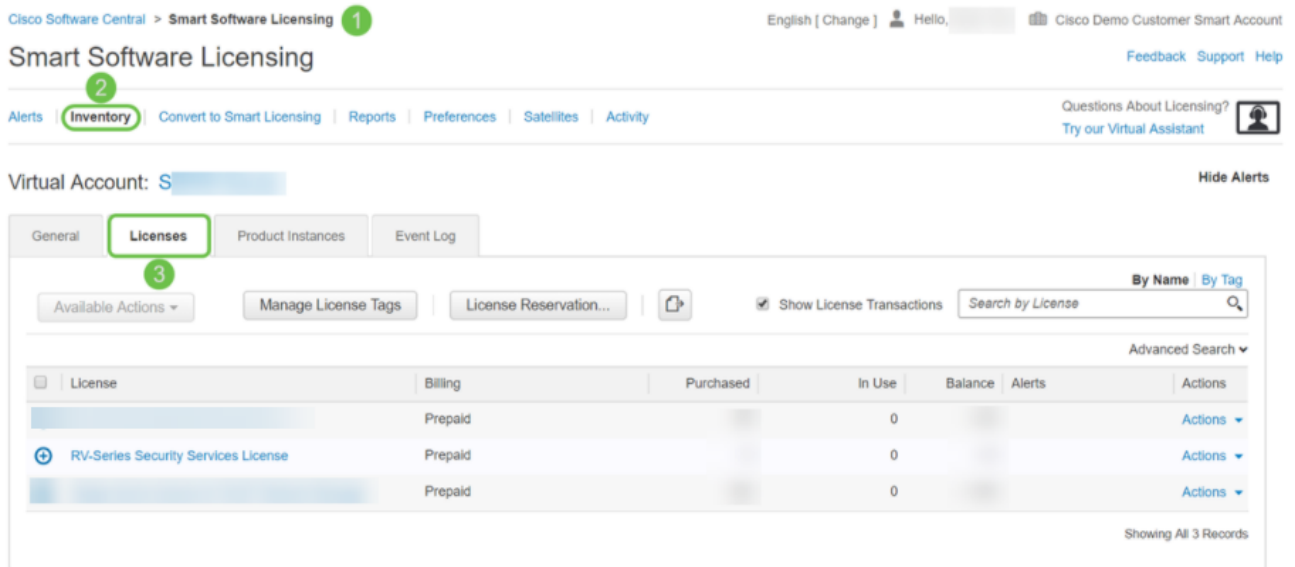 Cisco Software Central > Smart Software Licensing 1 English [ Change ] Hello, Cisco Demo Customer Smart Account
Smart Software Licensing Feedback Support Help
2
Alerts Inventory Convert to Smart Licensing Reports Preferences Satellites Activity
Questions About Licensing?
Try our Virtual Assistant
Virtual Account: S
Hide Alerts
General Licenses Product Instances Event Log
3
By Name By Tag
Available Actions Manage License Tags License Reservation... Show License Transactions Search by License
Advanced Search
License Billing Purchased In Use Balance Alerts Actions
Prepaid 0 Actions
RV-Series Security Services License Prepaid 0 Actions
Prepaid 0 Actions
Showing All 3 Records